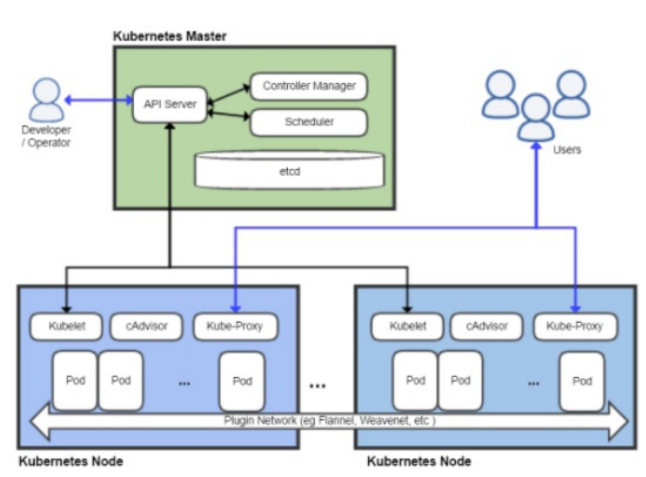 Kubernetes Master
API Server
Controller Manager
Scheduler
etcd
Developer
/ Operator
Users
Kubelet
cAdvisor
Kube-Proxy
Pod
Pod
...
Pod
...
Kubelet
cAdvisor
Kube-Proxy
Pod
Pod
...
Pod
Plugin Network (eg Flannel, Weavenet, etc )
Kubernetes Node
Kubernetes Node